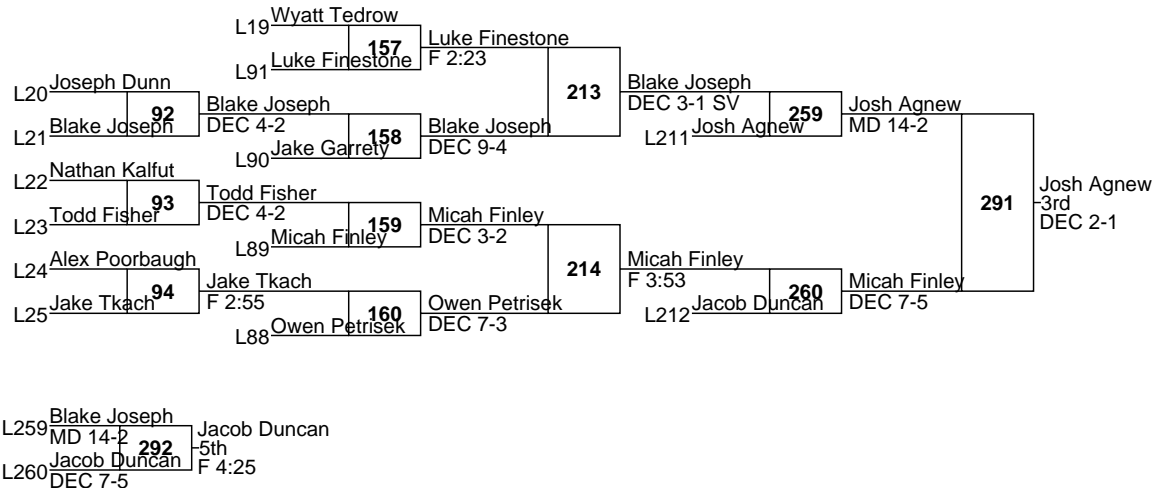 L19 Wyatt Tedrow
157
Luke Finestone
F 2:23
L91 Luke Finestone
213
Blake Joseph
DEC 3-1 SV
L20 Joseph Dunn
92
Blake Joseph
DEC 4-2
L21 Blake Joseph
158
Blake Joseph
DEC 9-4
L90 Jake Garrety
259
Josh Agnew
MD 14-2
L211 Josh Agnew
L22 Nathan Kalfut
93
Todd Fisher
DEC 4-2
L23 Todd Fisher
159
Micah Finley
DEC 3-2
L89 Micah Finley
291
Josh Agnew
3rd
DEC 2-1
214
Micah Finley
F 3:53
L24 Alex Poorbaugh
94
Jake Tkach
F 2:55
L25 Jake Tkach
160
Owen Petrisek
DEC 7-3
L88 Owen Petrisek
260
Micah Finley
DEC 7-5
L212 Jacob Duncan
L259 Blake Joseph
MD 14-2
292
Jacob Duncan
5th
F 4:25
L260 Jacob Duncan
DEC 7-5